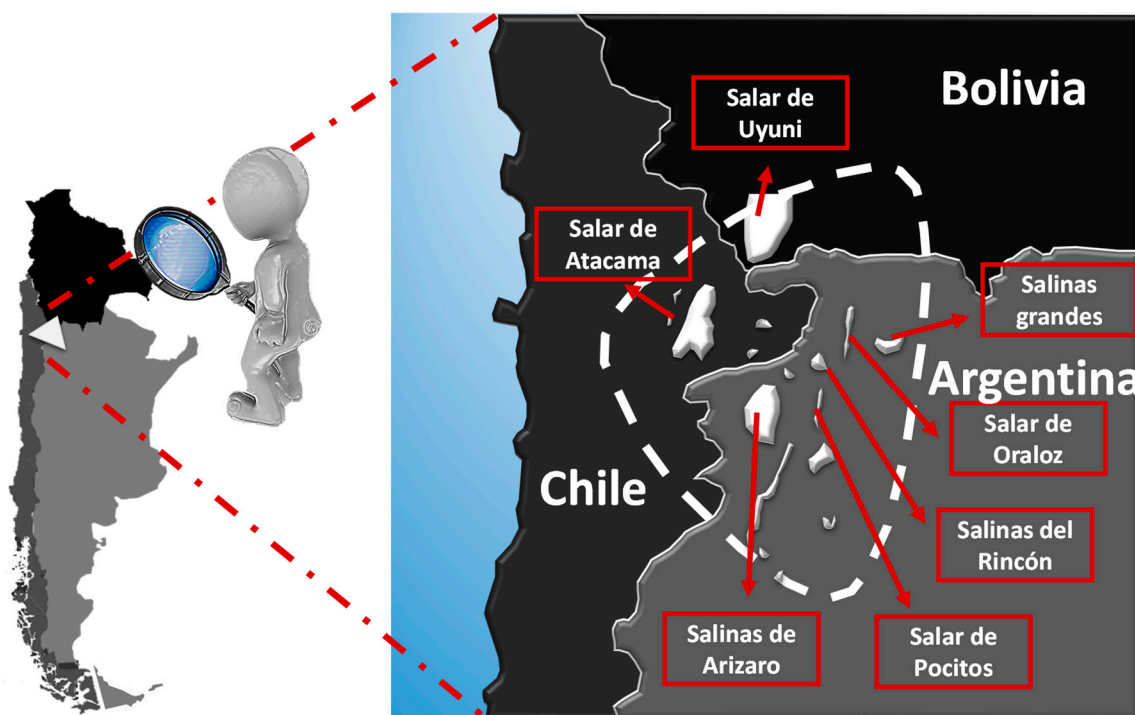 Bolivia
Salar de
Uyuni
Salar de
Atacama
Salinas
grandes
Argentina
Salar de
Oraloz
Chile
Salinas del
Rincón
Salinas de
Arizaro
Salar de
Pocitos